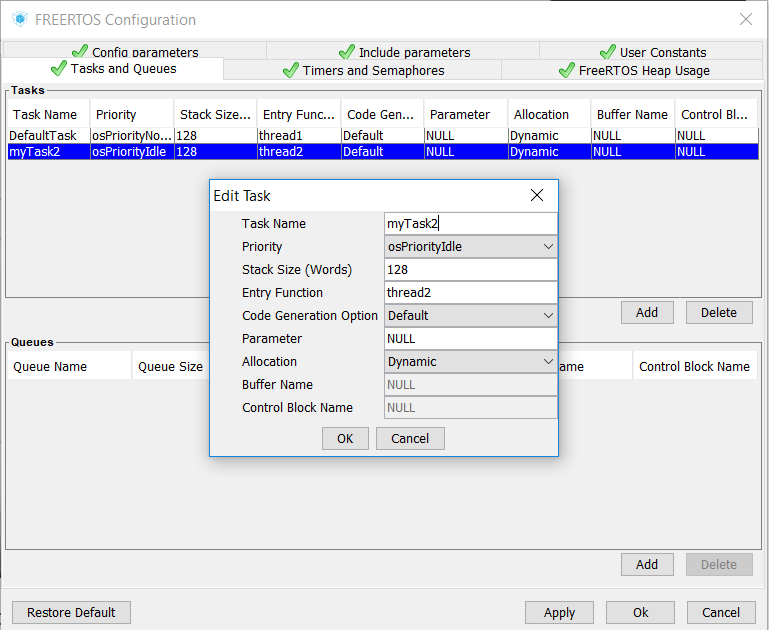 FREERTOS Configuration
Config parameters Include parameters User Constants
Tasks and Queues Timers and Semaphores FreeRTOS Heap Usage
Tasks
Task Name Priority Stack Size... Entry Func... Code Gen... Parameter Allocation Buffer Name Control Bl...
DefaultTask osPriorityNo... 128 thread1 Default NULL Dynamic NULL NULL
myTask2 osPriorityIdle 128 thread2 Default NULL Dynamic NULL NULL
Edit Task
Task Name myTask2
Priority osPriorityIdle
Stack Size (Words) 128
Entry Function thread2
Code Generation Option Default
Parameter NULL
Allocation Dynamic
Buffer Name NULL
Control Block Name NULL
OK Cancel
Add Delete
Queues
Queue Name Queue Size ame Control Block Name
Add Delete
Restore Default Apply Ok Cancel